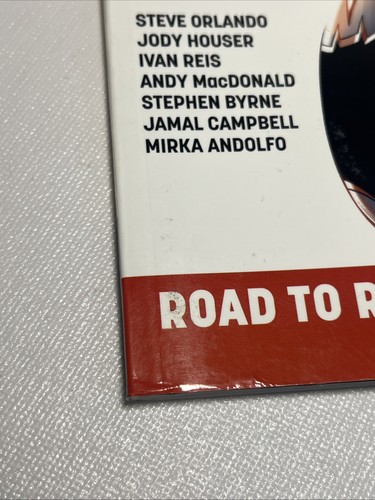 STEVE ORLANDO
JODY HOUSER
IVAN REIS
ANDY MacDONALD
STEPHEN BYRNE
JAMAL CAMPBELL
MIRKA ANDOLFO
ROAD TO R